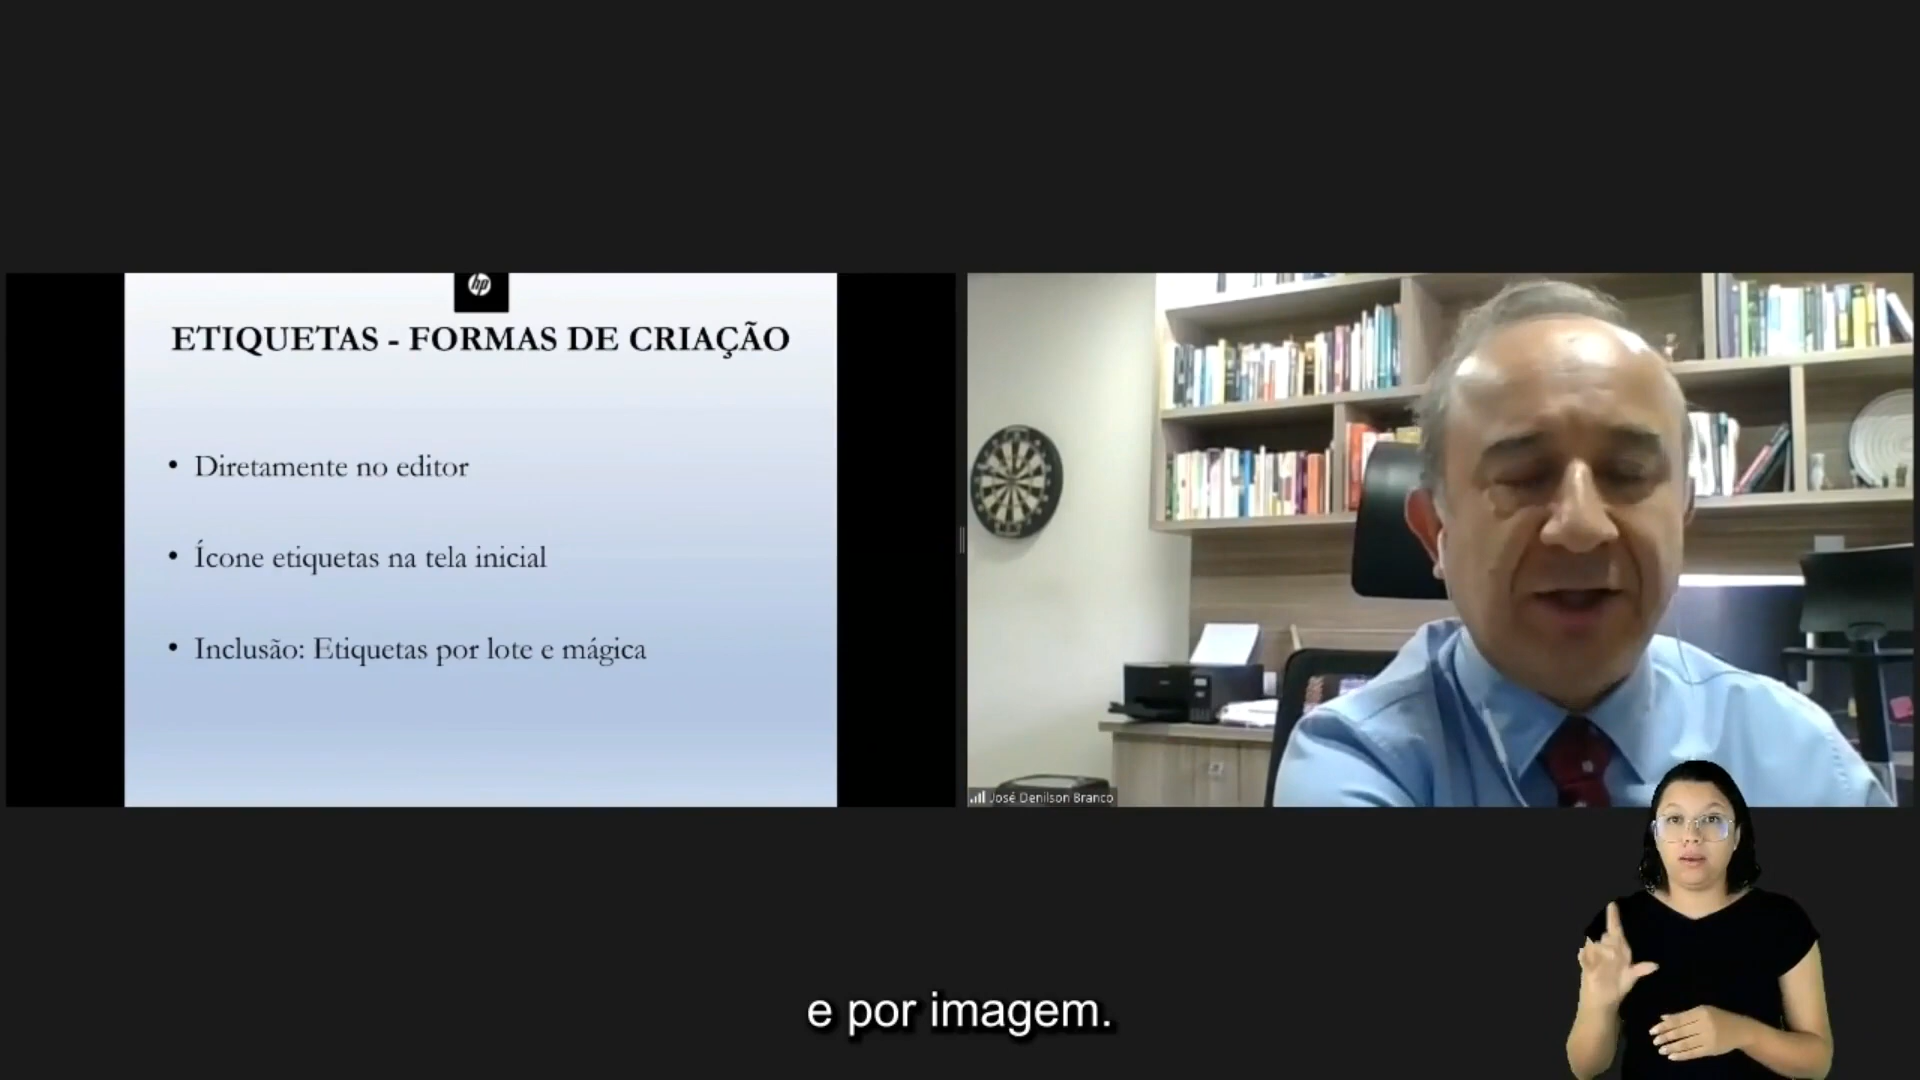 hp
ETIQUETAS - FORMAS DE CRIAÇÃO
• Diretamente no editor
• Ícone etiquetas na tela inicial
• Inclusão: Etiquetas por lote e mágica
José Denilson Branco
e por imagem.